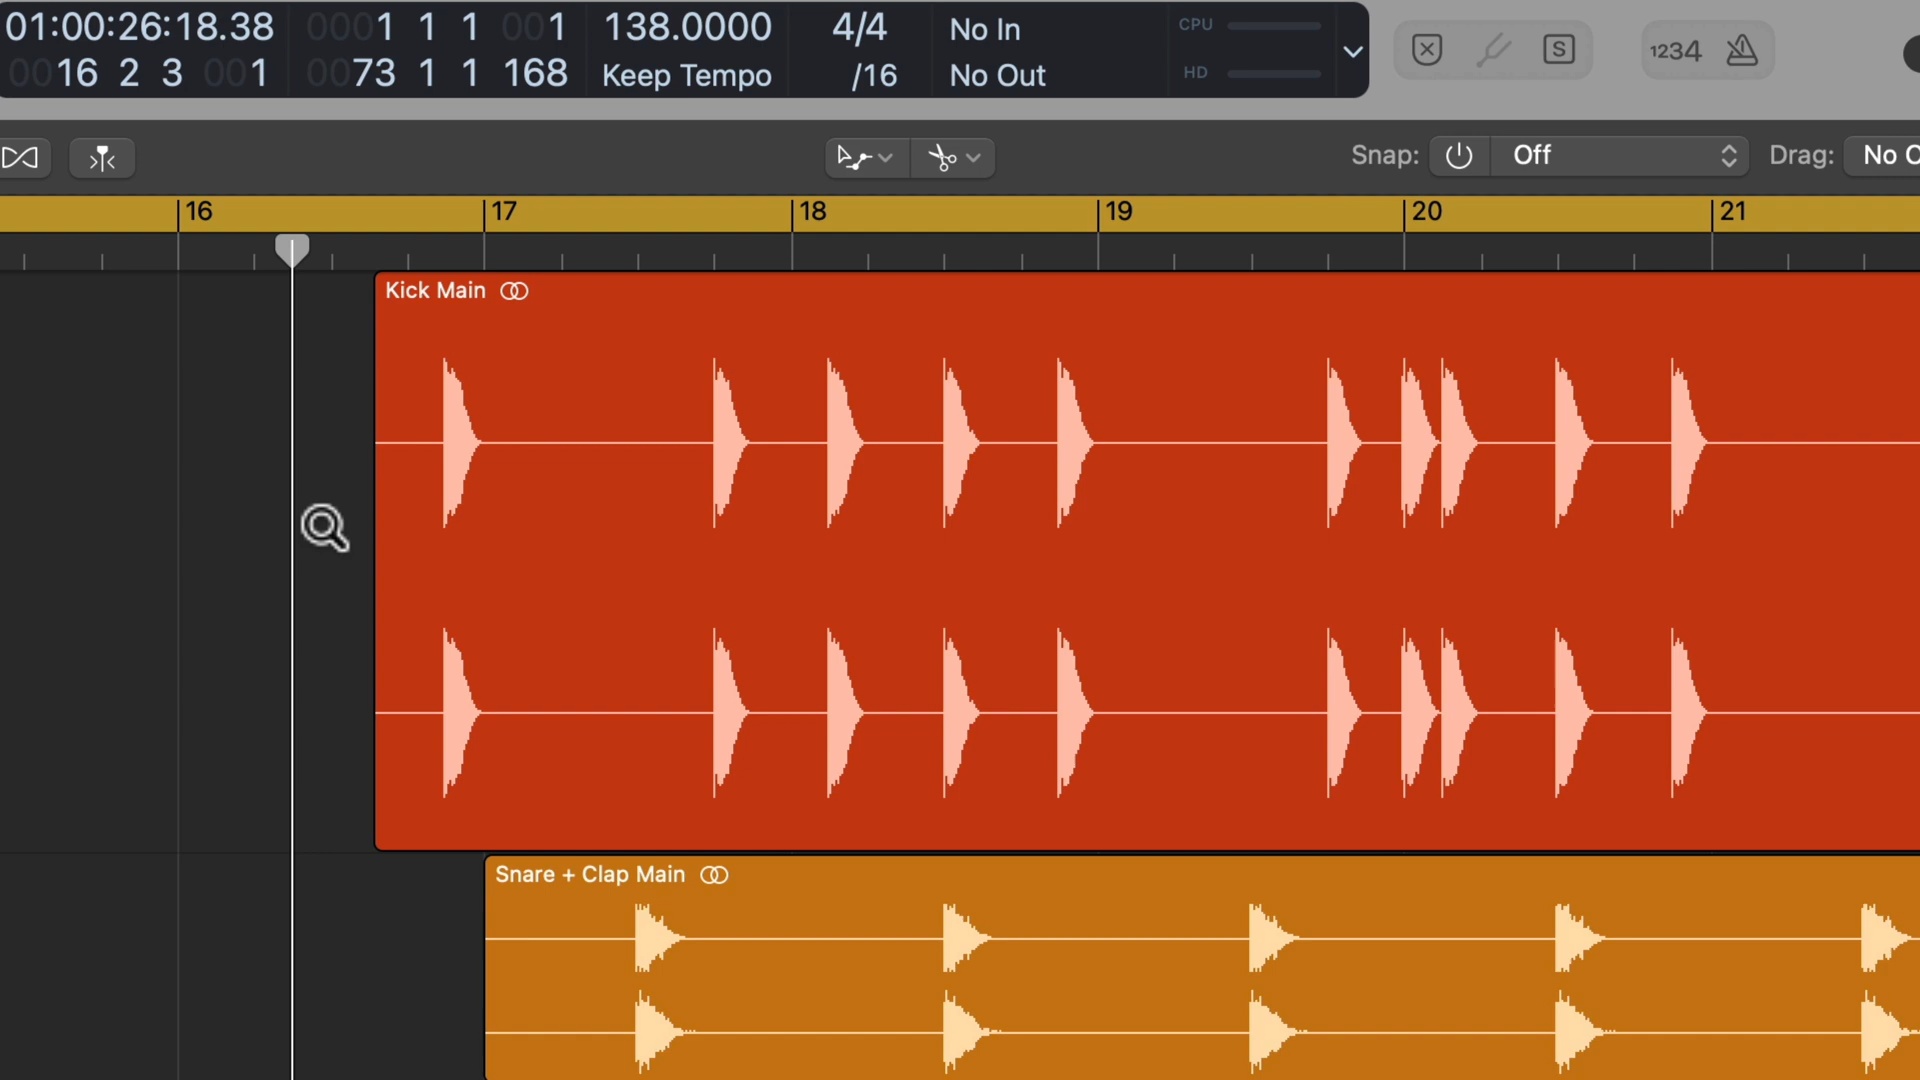 01:00:26:18.38 0001 1 1 001 138.0000 4/4 No In CPU
0016 2 3 001 0073 1 1 168 Keep Tempo /16 No Out HD
S 1234
Snap: Off Drag: No
16 17 18 19 20 21
Kick Main
Snare + Clap Main